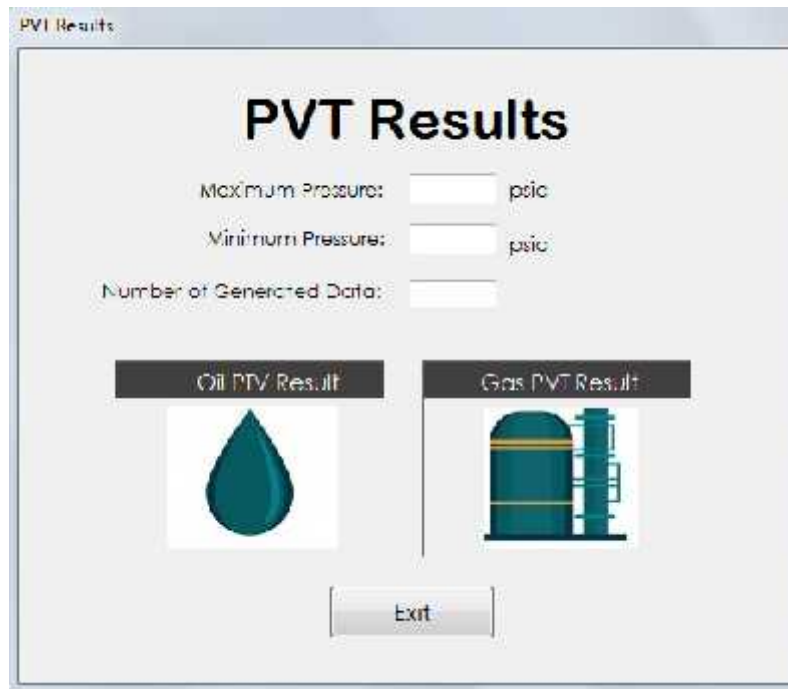 PVT Results
PVT Results
Maximum Pressure: psia
Minimum Pressure: psia
Number of Generated Data:
Oil PTV Result Gas PVT Result
Exit